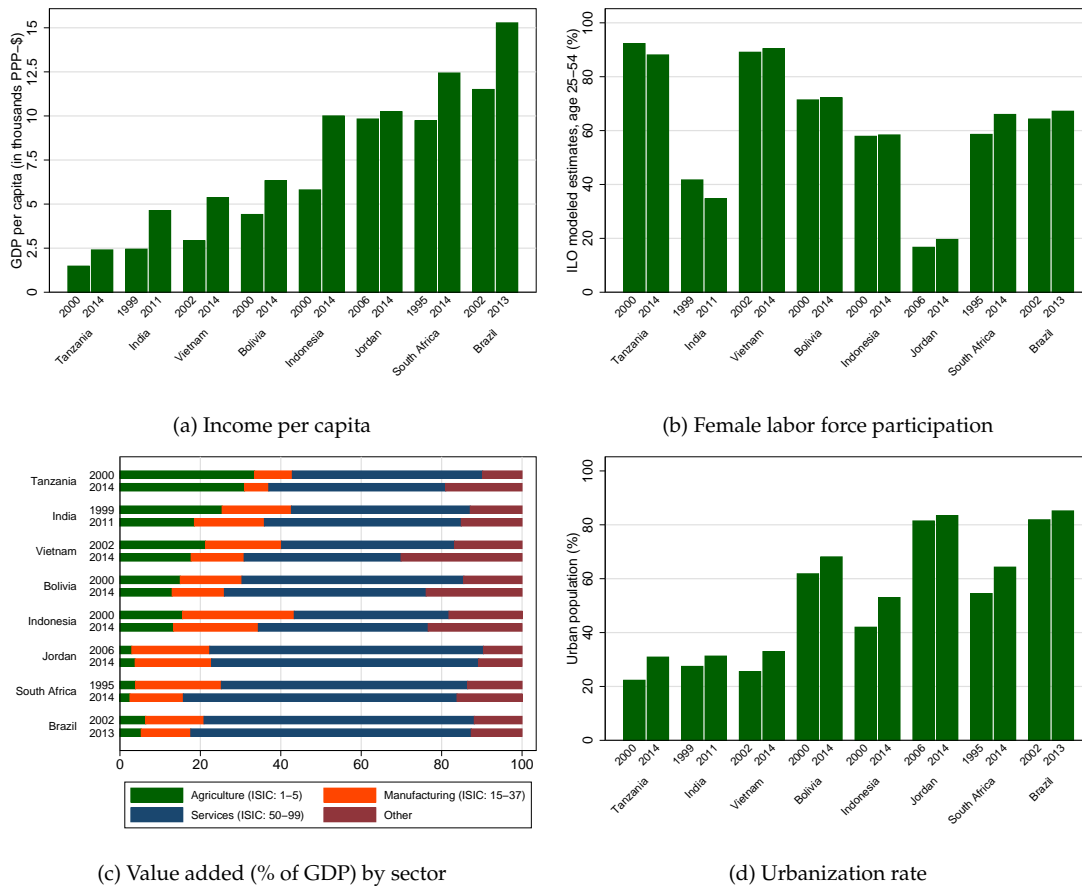 GDP per capita (in thousands PPP−$)
15
12.5
10
7.5
5
2.5
0
2000 2014 1999 2011 2002 2014 2000 2014 2000 2014 2006 2014 1995 2014 2002 2013
Tanzania India Vietnam Bolivia Indonesia Jordan South Africa Brazil
(a) Income per capita
ILO modeled estimates, age 25−54 (%)
100
80
60
40
20
0
2000 2014 1999 2011 2002 2014 2000 2014 2000 2014 2006 2014 1995 2014 2002 2013
Tanzania India Vietnam Bolivia Indonesia Jordan South Africa Brazil
(b) Female labor force participation
Tanzania 2000
2014
India 1999
2011
Vietnam 2002
2014
Bolivia 2000
2014
Indonesia 2000
2014
Jordan 2006
2014
South Africa 1995
2014
Brazil 2002
2013
0 20 40 60 80 100
Agriculture (ISIC: 1−5) Manufacturing (ISIC: 15−37)
Services (ISIC: 50−99) Other
(c) Value added (% of GDP) by sector
Urban population (%)
100
80
60
40
20
0
2000 2014 1999 2011 2002 2014 2000 2014 2000 2014 2006 2014 1995 2014 2002 2013
Tanzania India Vietnam Bolivia Indonesia Jordan South Africa Brazil
(d) Urbanization rate